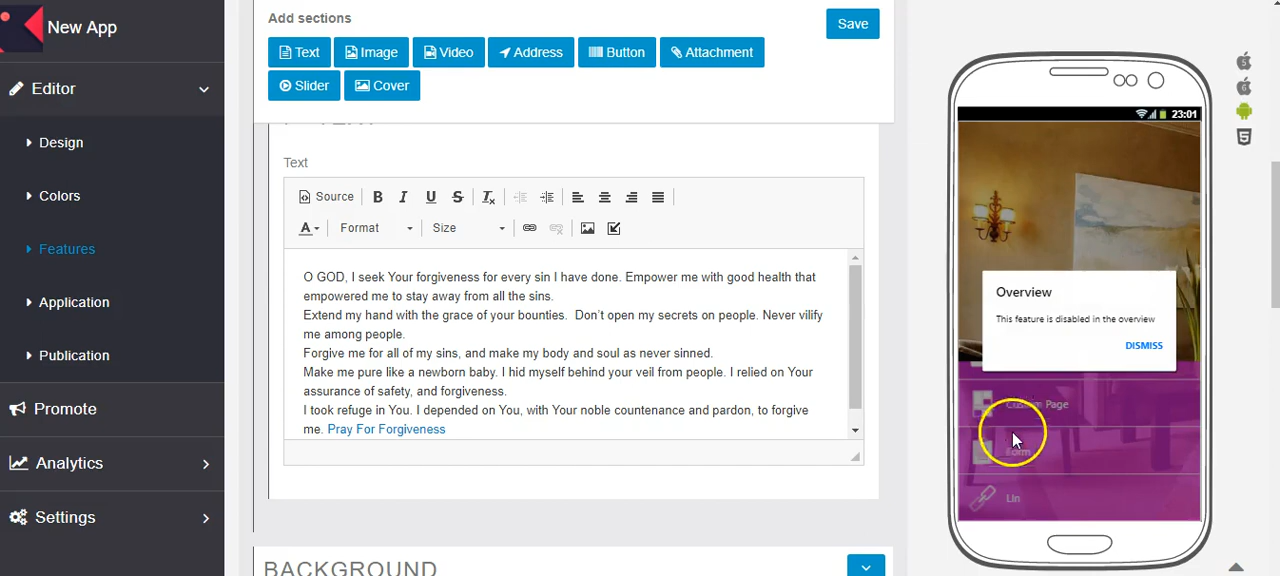 New App
Editor
Design
Colors
Features
Application
Publication
Promote
Analytics
Settings
Add sections
Save
Text
Image
Video
Address
Button
Attachment
Slider
Cover
Text
Source
B I U S Tx
A Format Size
O GOD, I seek Your forgiveness for every sin I have done. Empower me with good health that
empowered me to stay away from all the sins.
Extend my hand with the grace of your bounties. Don't open my secrets on people. Never vilify
me among people.
Forgive me for all of my sins, and make my body and soul as never sinned.
Make me pure like a newborn baby. I hid myself behind your veil from people. I relied on Your
assurance of safety, and forgiveness.
I took refuge in You. I depended on You, with Your noble countenance and pardon, to forgive
me. Pray For Forgiveness
BACKGROUND
23:01
Overview
This feature is disabled in the overview
DISMISS
Custom Page
Form
Lin
5
6
5